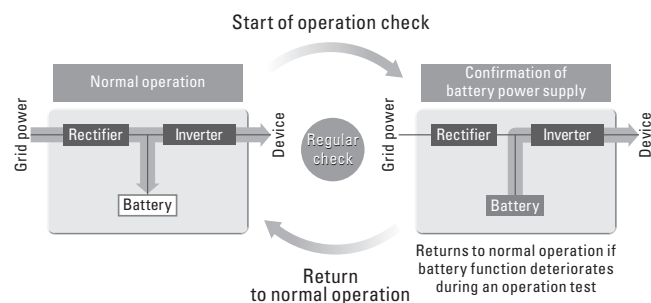 Start of operation check
Normal operation
Grid power
Rectifier
Inverter
Device
Battery
Regular
check
Confirmation of
battery power supply
Grid power
Rectifier
Inverter
Device
Battery
Returns to normal operation if
battery function deteriorates
during an operation test
Return
to normal operation